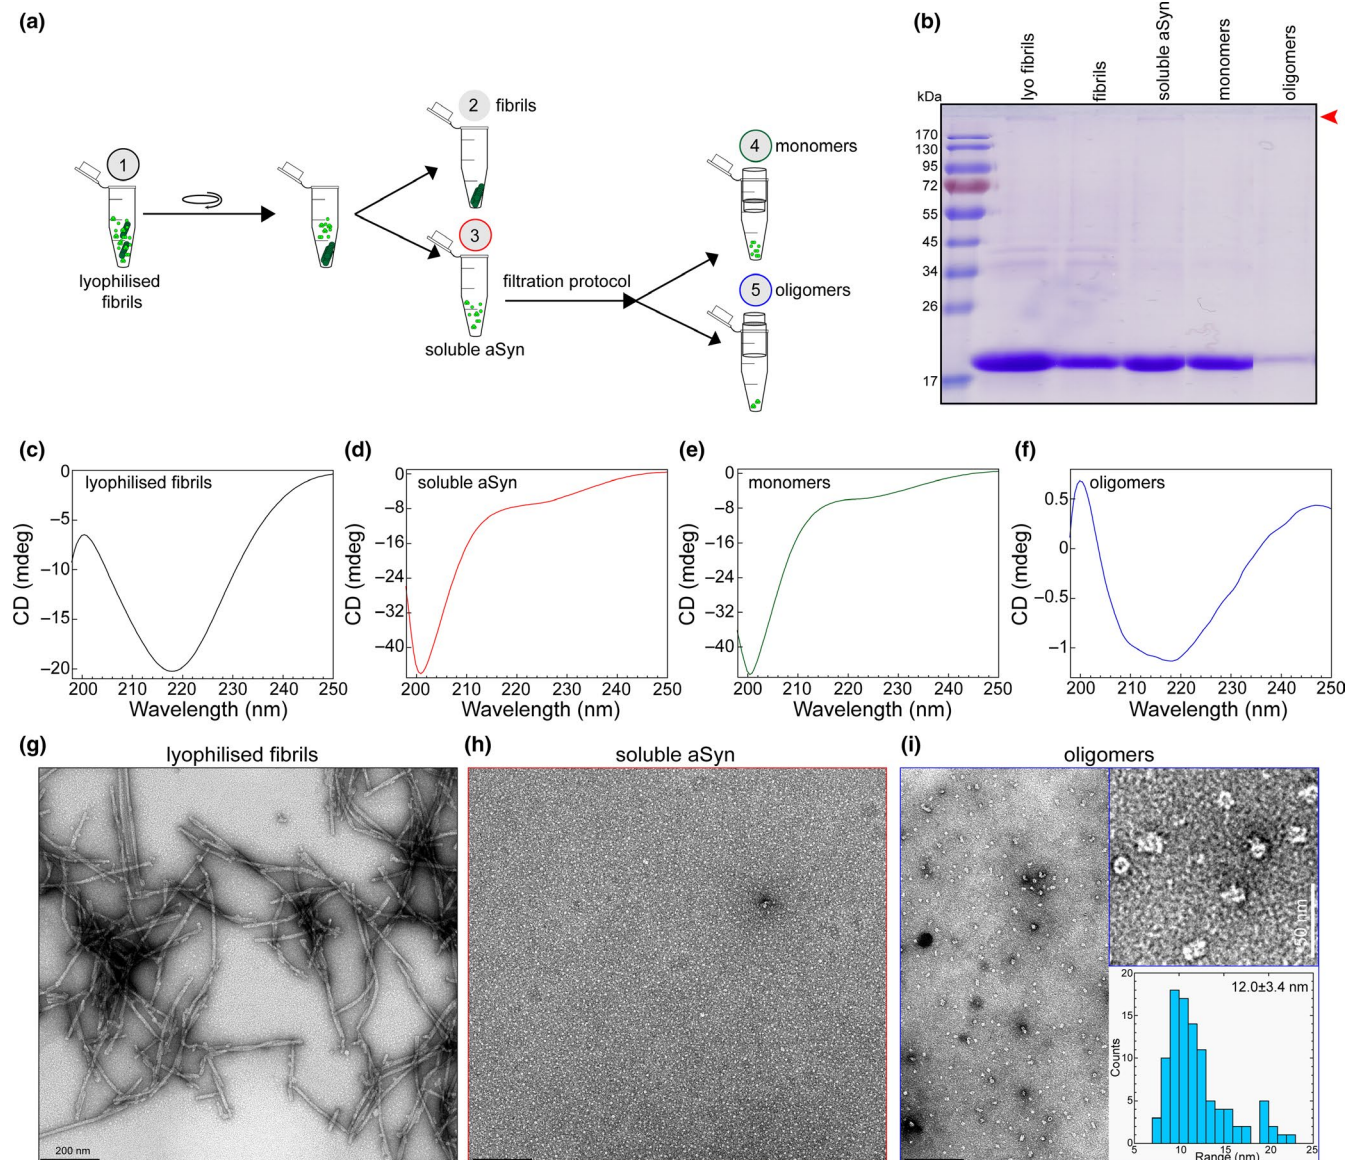 (a)
1
lyophilised
fibrils
2 fibrils
3
soluble aSyn
filtration protocol
4 monomers
5 oligomers
(b)
lyo fibrils
fibrils
soluble aSyn
monomers
oligomers
kDa
170
130
95
72
55
45
34
26
17
(c)
lyophilised fibrils
CD (mdeg)
0
−5
−10
−15
−20
200 210 220 230 240 250
Wavelength (nm)
(d)
soluble aSyn
CD (mdeg)
0
−8
−16
−24
−32
−40
200 210 220 230 240 250
Wavelength (nm)
(e)
monomers
CD (mdeg)
0
−8
−16
−24
−32
−40
200 210 220 230 240 250
Wavelength (nm)
(f)
oligomers
CD (mdeg)
0.5
0
−0.5
−1
200 210 220 230 240 250
Wavelength (nm)
(g)
lyophilised fibrils
200 nm
(h)
soluble aSyn
(i)
oligomers
50 nm
12.0±3.4 nm
Counts
20
15
10
5
0
5 10 15 20 25
Range (nm)